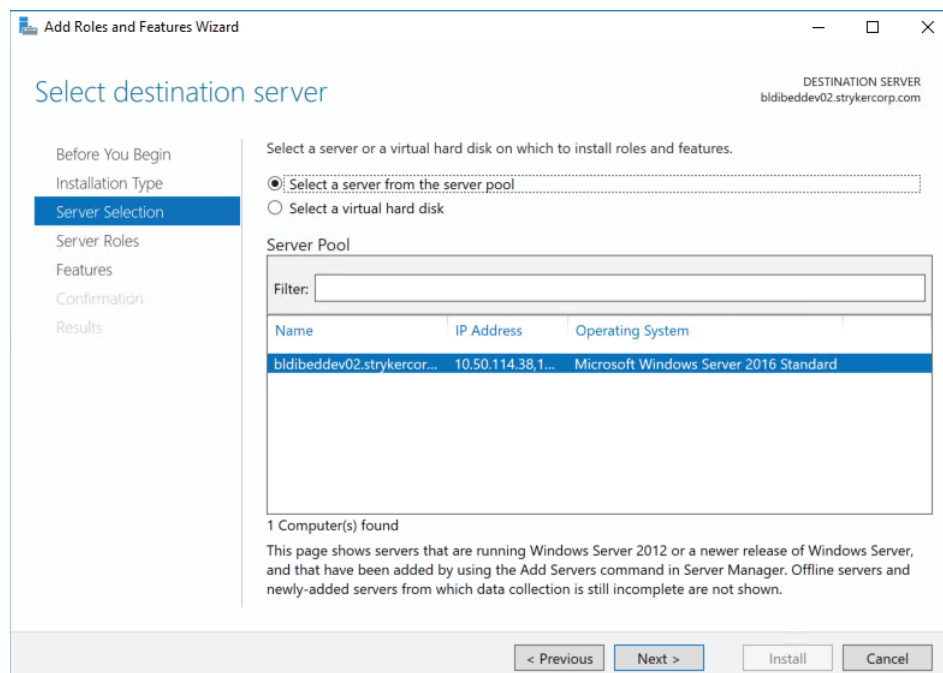 Add Roles and Features Wizard
Select destination server
DESTINATION SERVER
bldibeddev02.strykercorp.com
Before You Begin
Installation Type
Server Selection
Server Roles
Features
Confirmation
Results
Select a server or a virtual hard disk on which to install roles and features.
Select a server from the server pool
Select a virtual hard disk
Server Pool
Filter:
Name IP Address Operating System
bldibeddev02.strykercor... 10.50.114.38,1... Microsoft Windows Server 2016 Standard
1 Computer(s) found
This page shows servers that are running Windows Server 2012 or a newer release of Windows Server,
and that have been added by using the Add Servers command in Server Manager. Offline servers and
newly-added servers from which data collection is still incomplete are not shown.
< Previous Next > Install Cancel